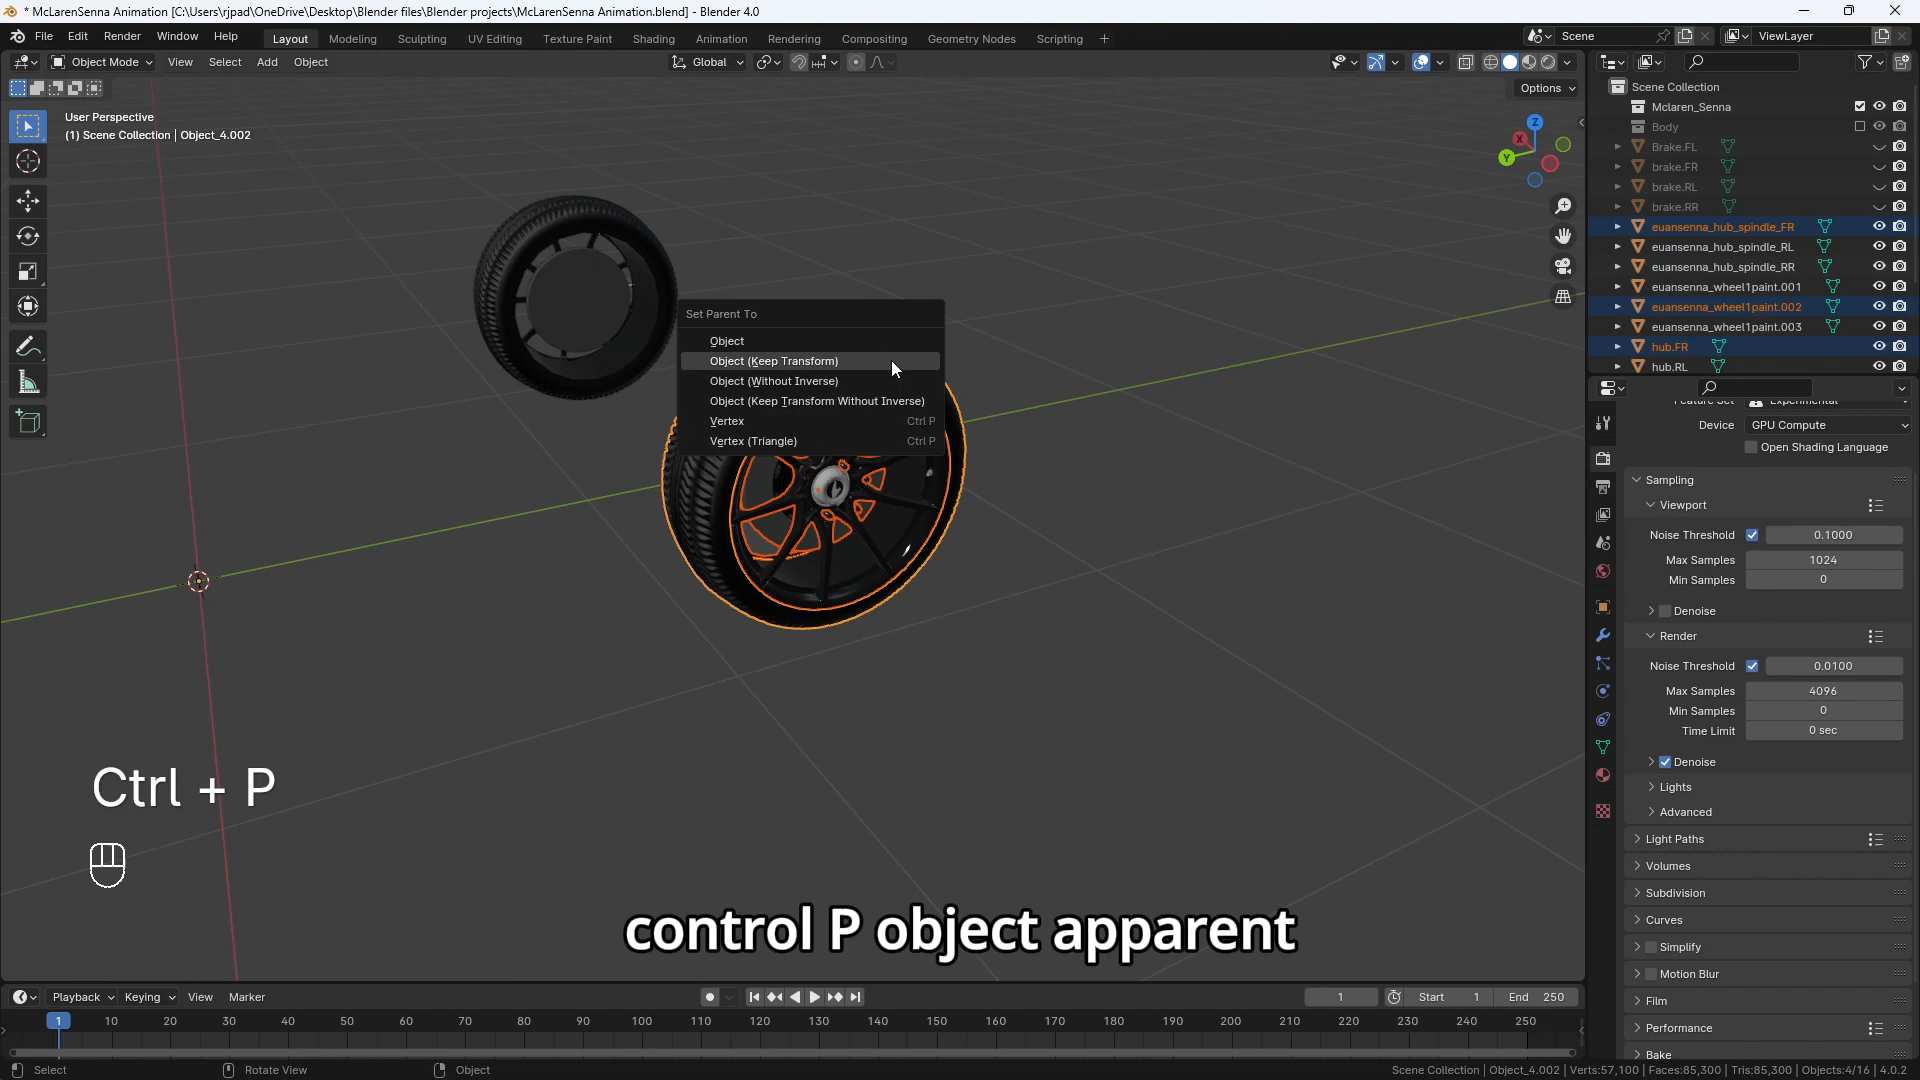 * McLarenSenna Animation [C:\Users\rjpad\OneDrive\Desktop\Blender files\Blender projects\McLarenSenna Animation.blend] - Blender 4.0
File Edit Render Window Help
Layout Modeling Sculpting UV Editing Texture Paint Shading Animation Rendering Compositing Geometry Nodes Scripting +
Scene
ViewLayer
Object Mode View Select Add Object
Global
Options
User Perspective
(1) Scene Collection | Object_4.002
Z
X
Y
Scene Collection
Mclaren_Senna
Body
Brake.FL
brake.FR
brake.RL
brake.RR
euansenna_hub_spindle_FR
euansenna_hub_spindle_RL
euansenna_hub_spindle_RR
euansenna_wheel1paint.001
euansenna_wheel1paint.002
euansenna_wheel1paint.003
hub.FR
hub.RL
Set Parent To
Object
Object (Keep Transform)
Object (Without Inverse)
Object (Keep Transform Without Inverse)
Vertex Ctrl P
Vertex (Triangle) Ctrl P
Feature Set Experimental
Device GPU Compute
Open Shading Language
Sampling
Viewport
Noise Threshold 0.1000
Max Samples 1024
Min Samples 0
Denoise
Render
Noise Threshold 0.0100
Max Samples 4096
Min Samples 0
Time Limit 0 sec
Denoise
Lights
Advanced
Light Paths
Volumes
Subdivision
Curves
Simplify
Motion Blur
Film
Performance
Bake
Ctrl + P
control P object apparent
Playback Keying View Marker
1 Start 1 End 250
1 10 20 30 40 50 60 70 80 90 100 110 120 130 140 150 160 170 180 190 200 210 220 230 240 250
Select Rotate View Object
Scene Collection | Object_4.002 | Verts:57,100 | Faces:85,300 | Tris:85,300 | Objects:4/16 | 4.0.2